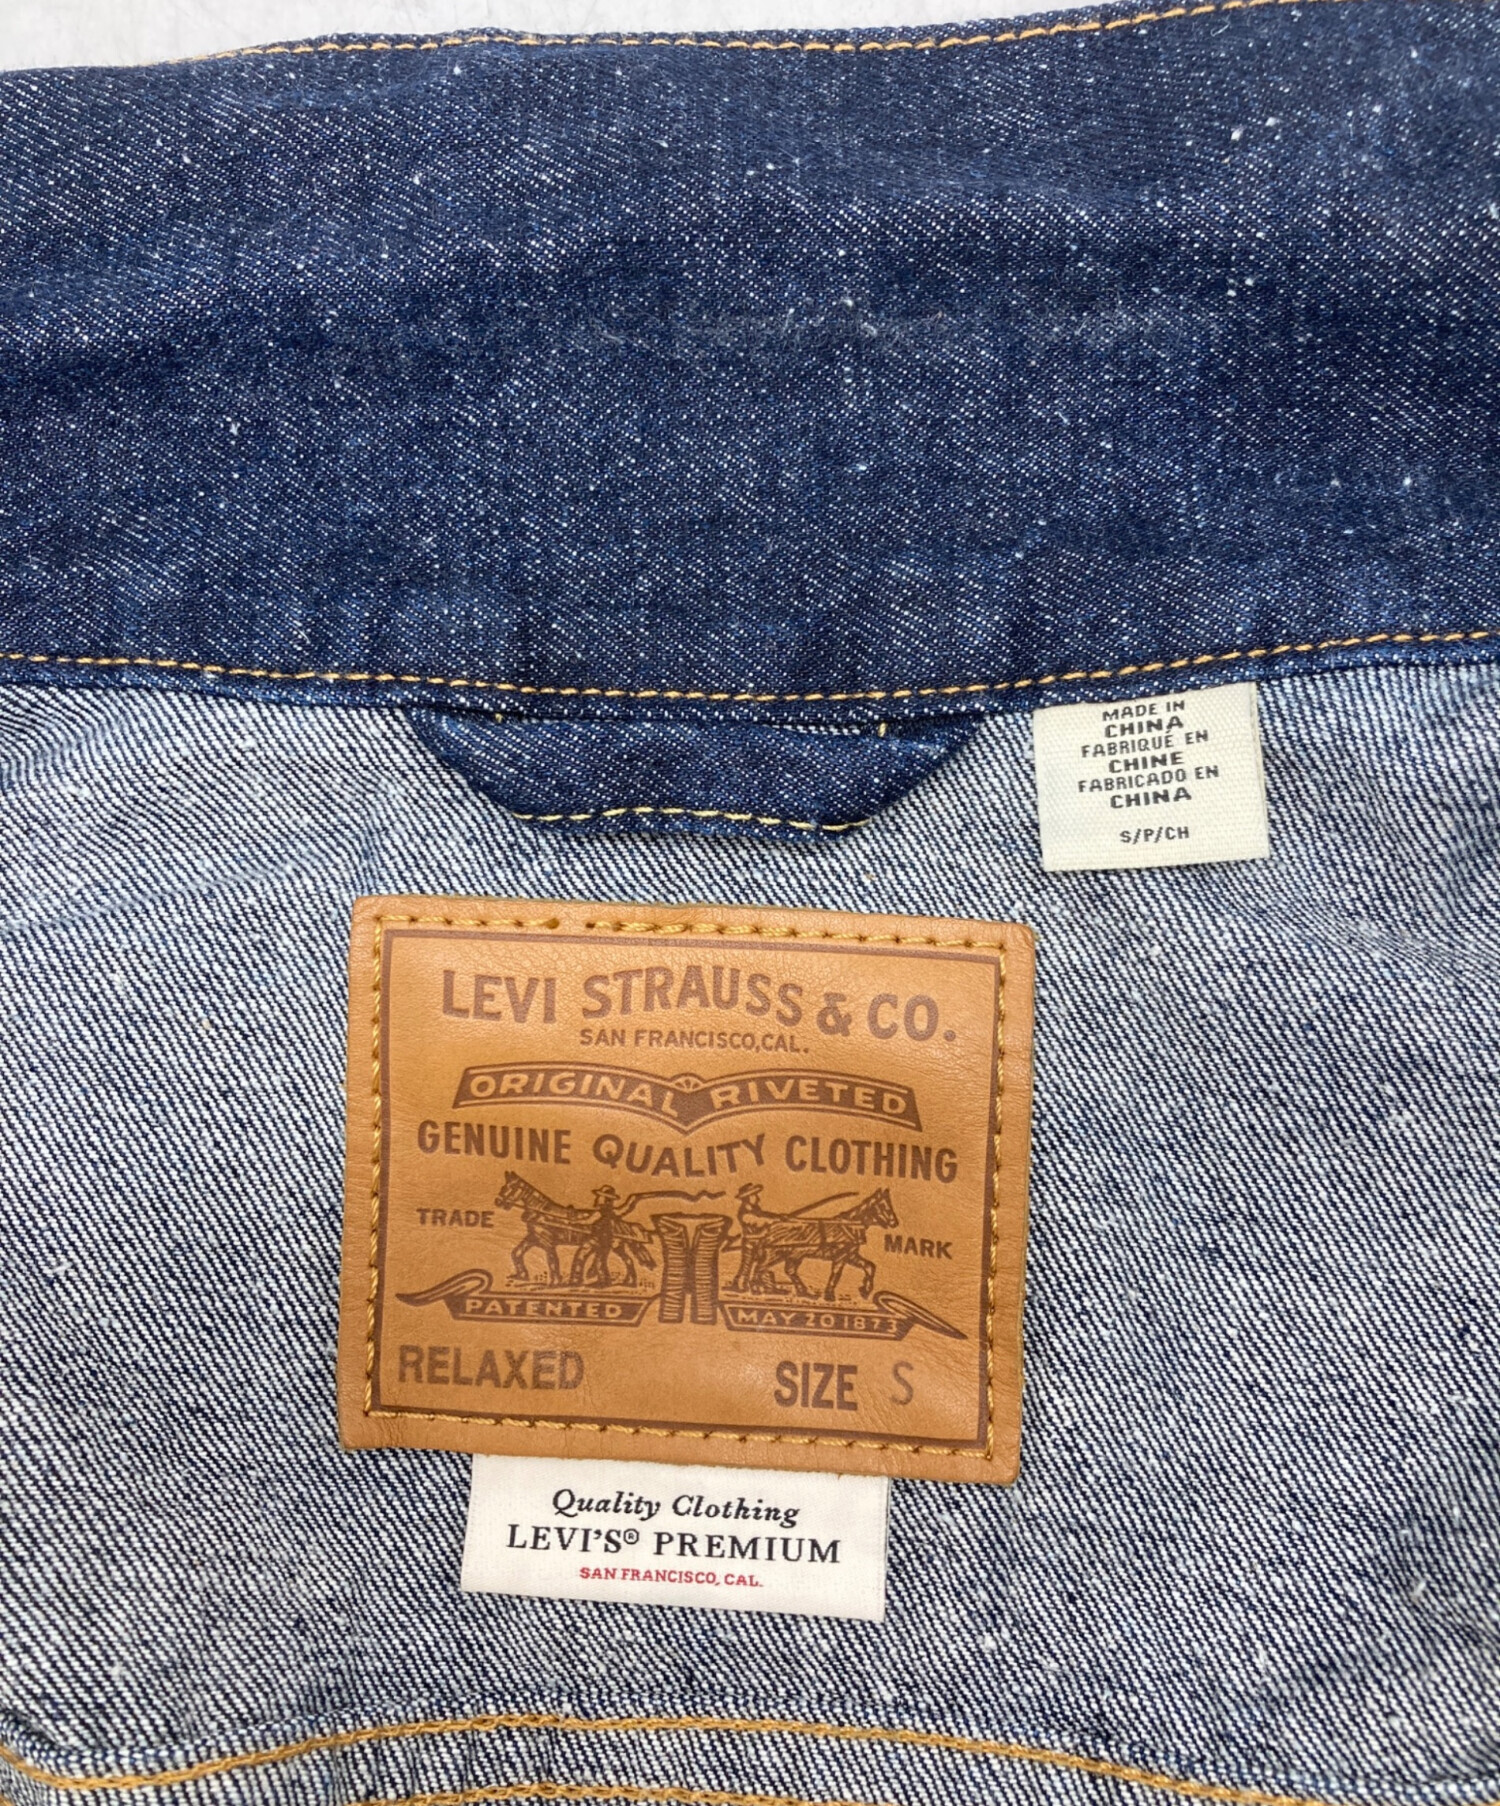 MADE IN
CHINA
FABRIQUÉ EN
CHINE
FABRICADO EN
CHINA
S/P/CH
LEVI STRAUSS & CO.
SAN FRANCISCO, CAL.
ORIGINAL RIVETED
GENUINE QUALITY CLOTHING
TRADE MARK
PATENTED MAY 20 1873
RELAXED SIZE S
Quality Clothing
LEVI'S® PREMIUM
SAN FRANCISCO, CAL.